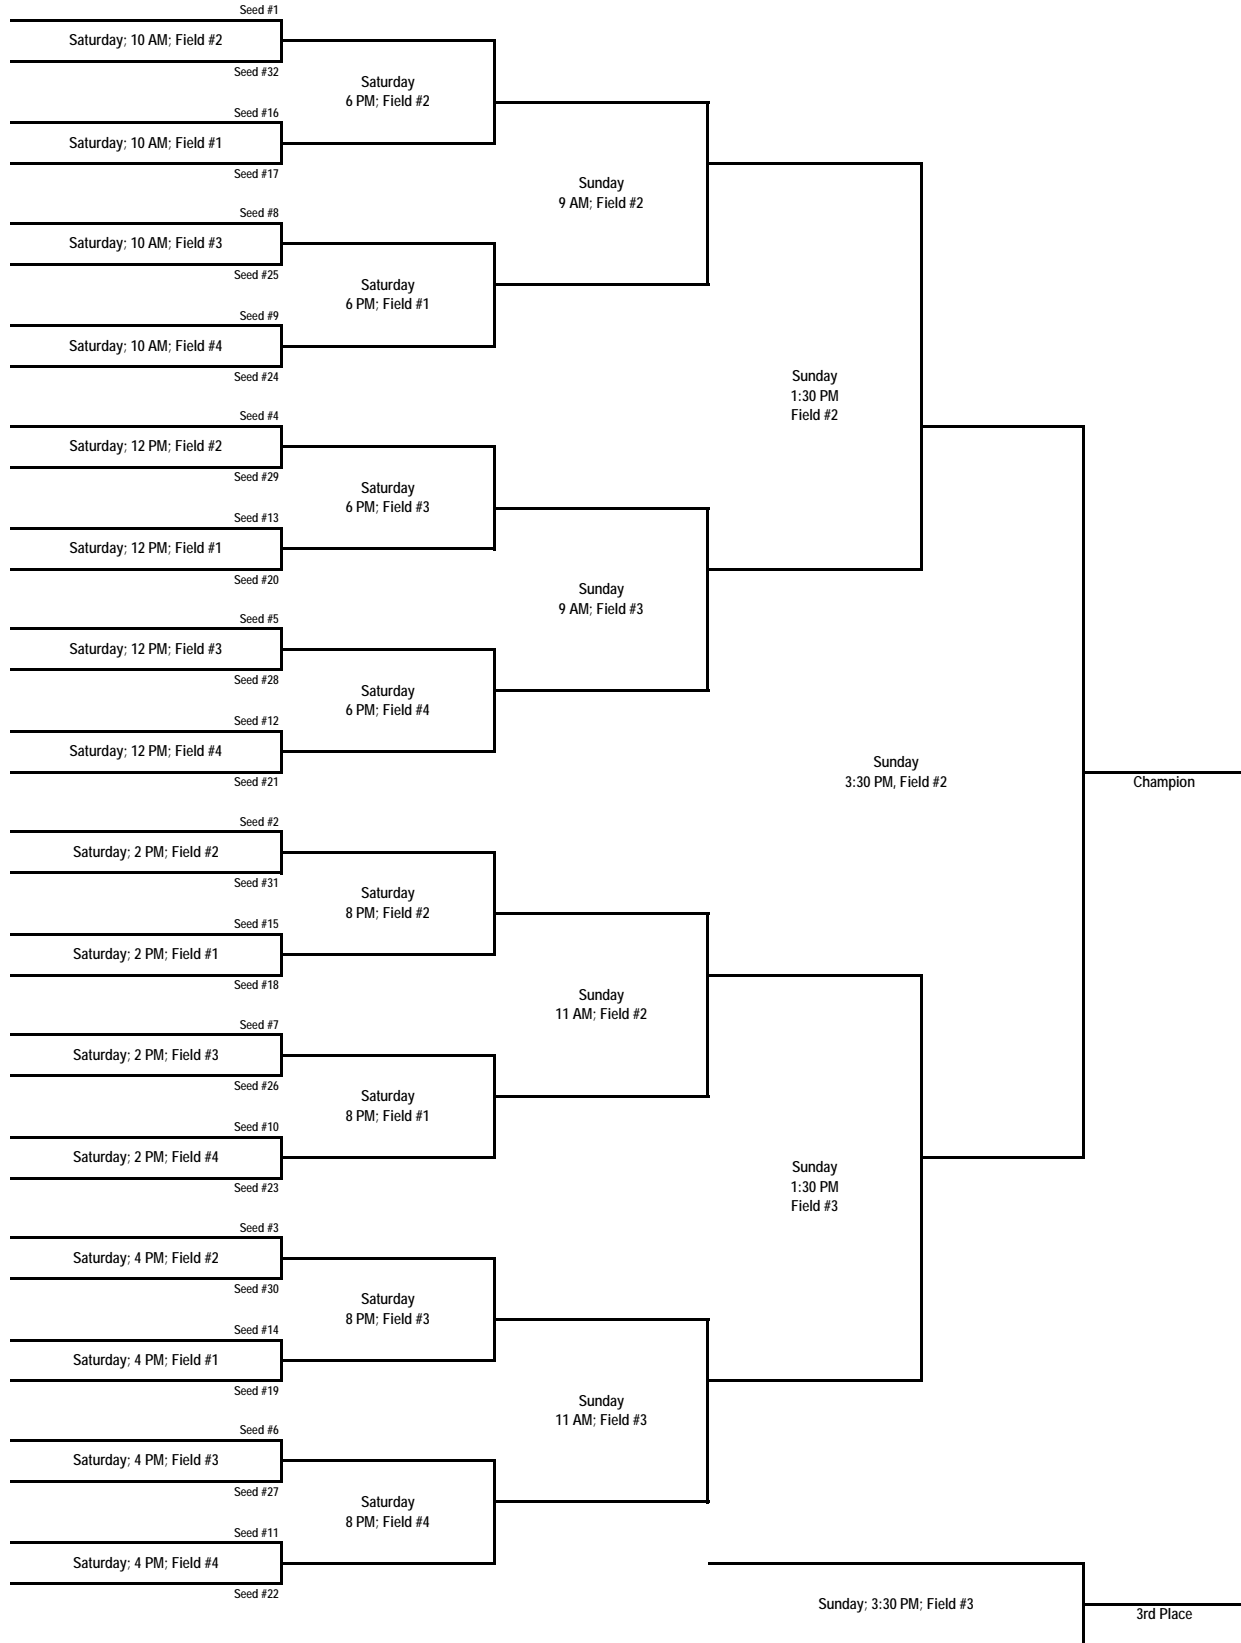 Seed #1
Saturday; 10 AM; Field #2
Seed #32
Saturday
6 PM; Field #2
Seed #16
Saturday; 10 AM; Field #1
Seed #17
Sunday
9 AM; Field #2
Seed #8
Saturday; 10 AM; Field #3
Seed #25
Saturday
6 PM; Field #1
Seed #9
Saturday; 10 AM; Field #4
Seed #24
Sunday
1:30 PM
Field #2
Seed #4
Saturday; 12 PM; Field #2
Seed #29
Saturday
6 PM; Field #3
Seed #13
Saturday; 12 PM; Field #1
Seed #20
Sunday
9 AM; Field #3
Seed #5
Saturday; 12 PM; Field #3
Seed #28
Saturday
6 PM; Field #4
Seed #12
Saturday; 12 PM; Field #4
Seed #21
Sunday
3:30 PM, Field #2
Champion
Seed #2
Saturday; 2 PM; Field #2
Seed #31
Saturday
8 PM; Field #2
Seed #15
Saturday; 2 PM; Field #1
Seed #18
Sunday
11 AM; Field #2
Seed #7
Saturday; 2 PM; Field #3
Seed #26
Saturday
8 PM; Field #1
Seed #10
Saturday; 2 PM; Field #4
Seed #23
Sunday
1:30 PM
Field #3
Seed #3
Saturday; 4 PM; Field #2
Seed #30
Saturday
8 PM; Field #3
Seed #14
Saturday; 4 PM; Field #1
Seed #19
Sunday
11 AM; Field #3
Seed #6
Saturday; 4 PM; Field #3
Seed #27
Saturday
8 PM; Field #4
Seed #11
Saturday; 4 PM; Field #4
Seed #22
Sunday; 3:30 PM; Field #3
3rd Place